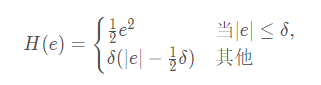 H(e) = { ½e² 当|e| ≤ δ,
δ(|e| − ½δ) 其他